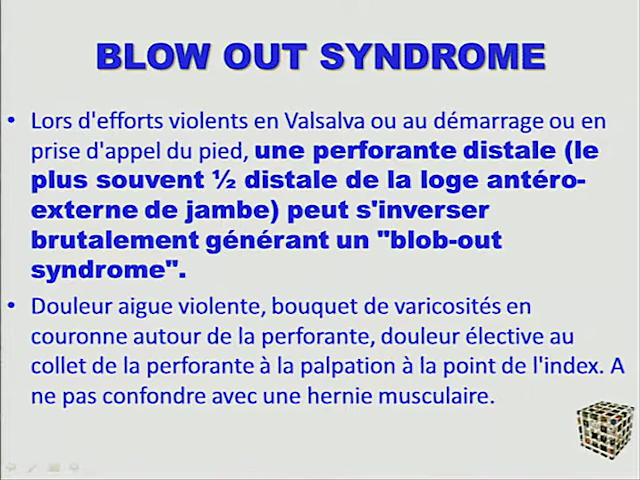 BLOW OUT SYNDROME
• Lors d'efforts violents en Valsalva ou au démarrage ou en
prise d'appel du pied, une perforante distale (le
plus souvent ½ distale de la loge antéro-
externe de jambe) peut s'inverser
brutalement générant un "blob-out
syndrome".
• Douleur aigue violente, bouquet de varicosités en
couronne autour de la perforante, douleur élective au
collet de la perforante à la palpation à la point de l'index. A
ne pas confondre avec une hernie musculaire.